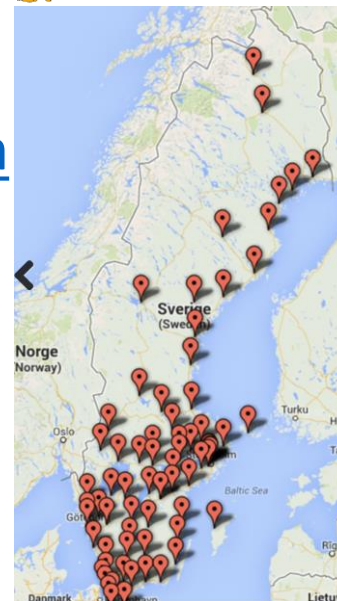 n
Sverige
(Sweden)
Norge
Norway)
Oslo
Turku
Baltic Sea
Danmark